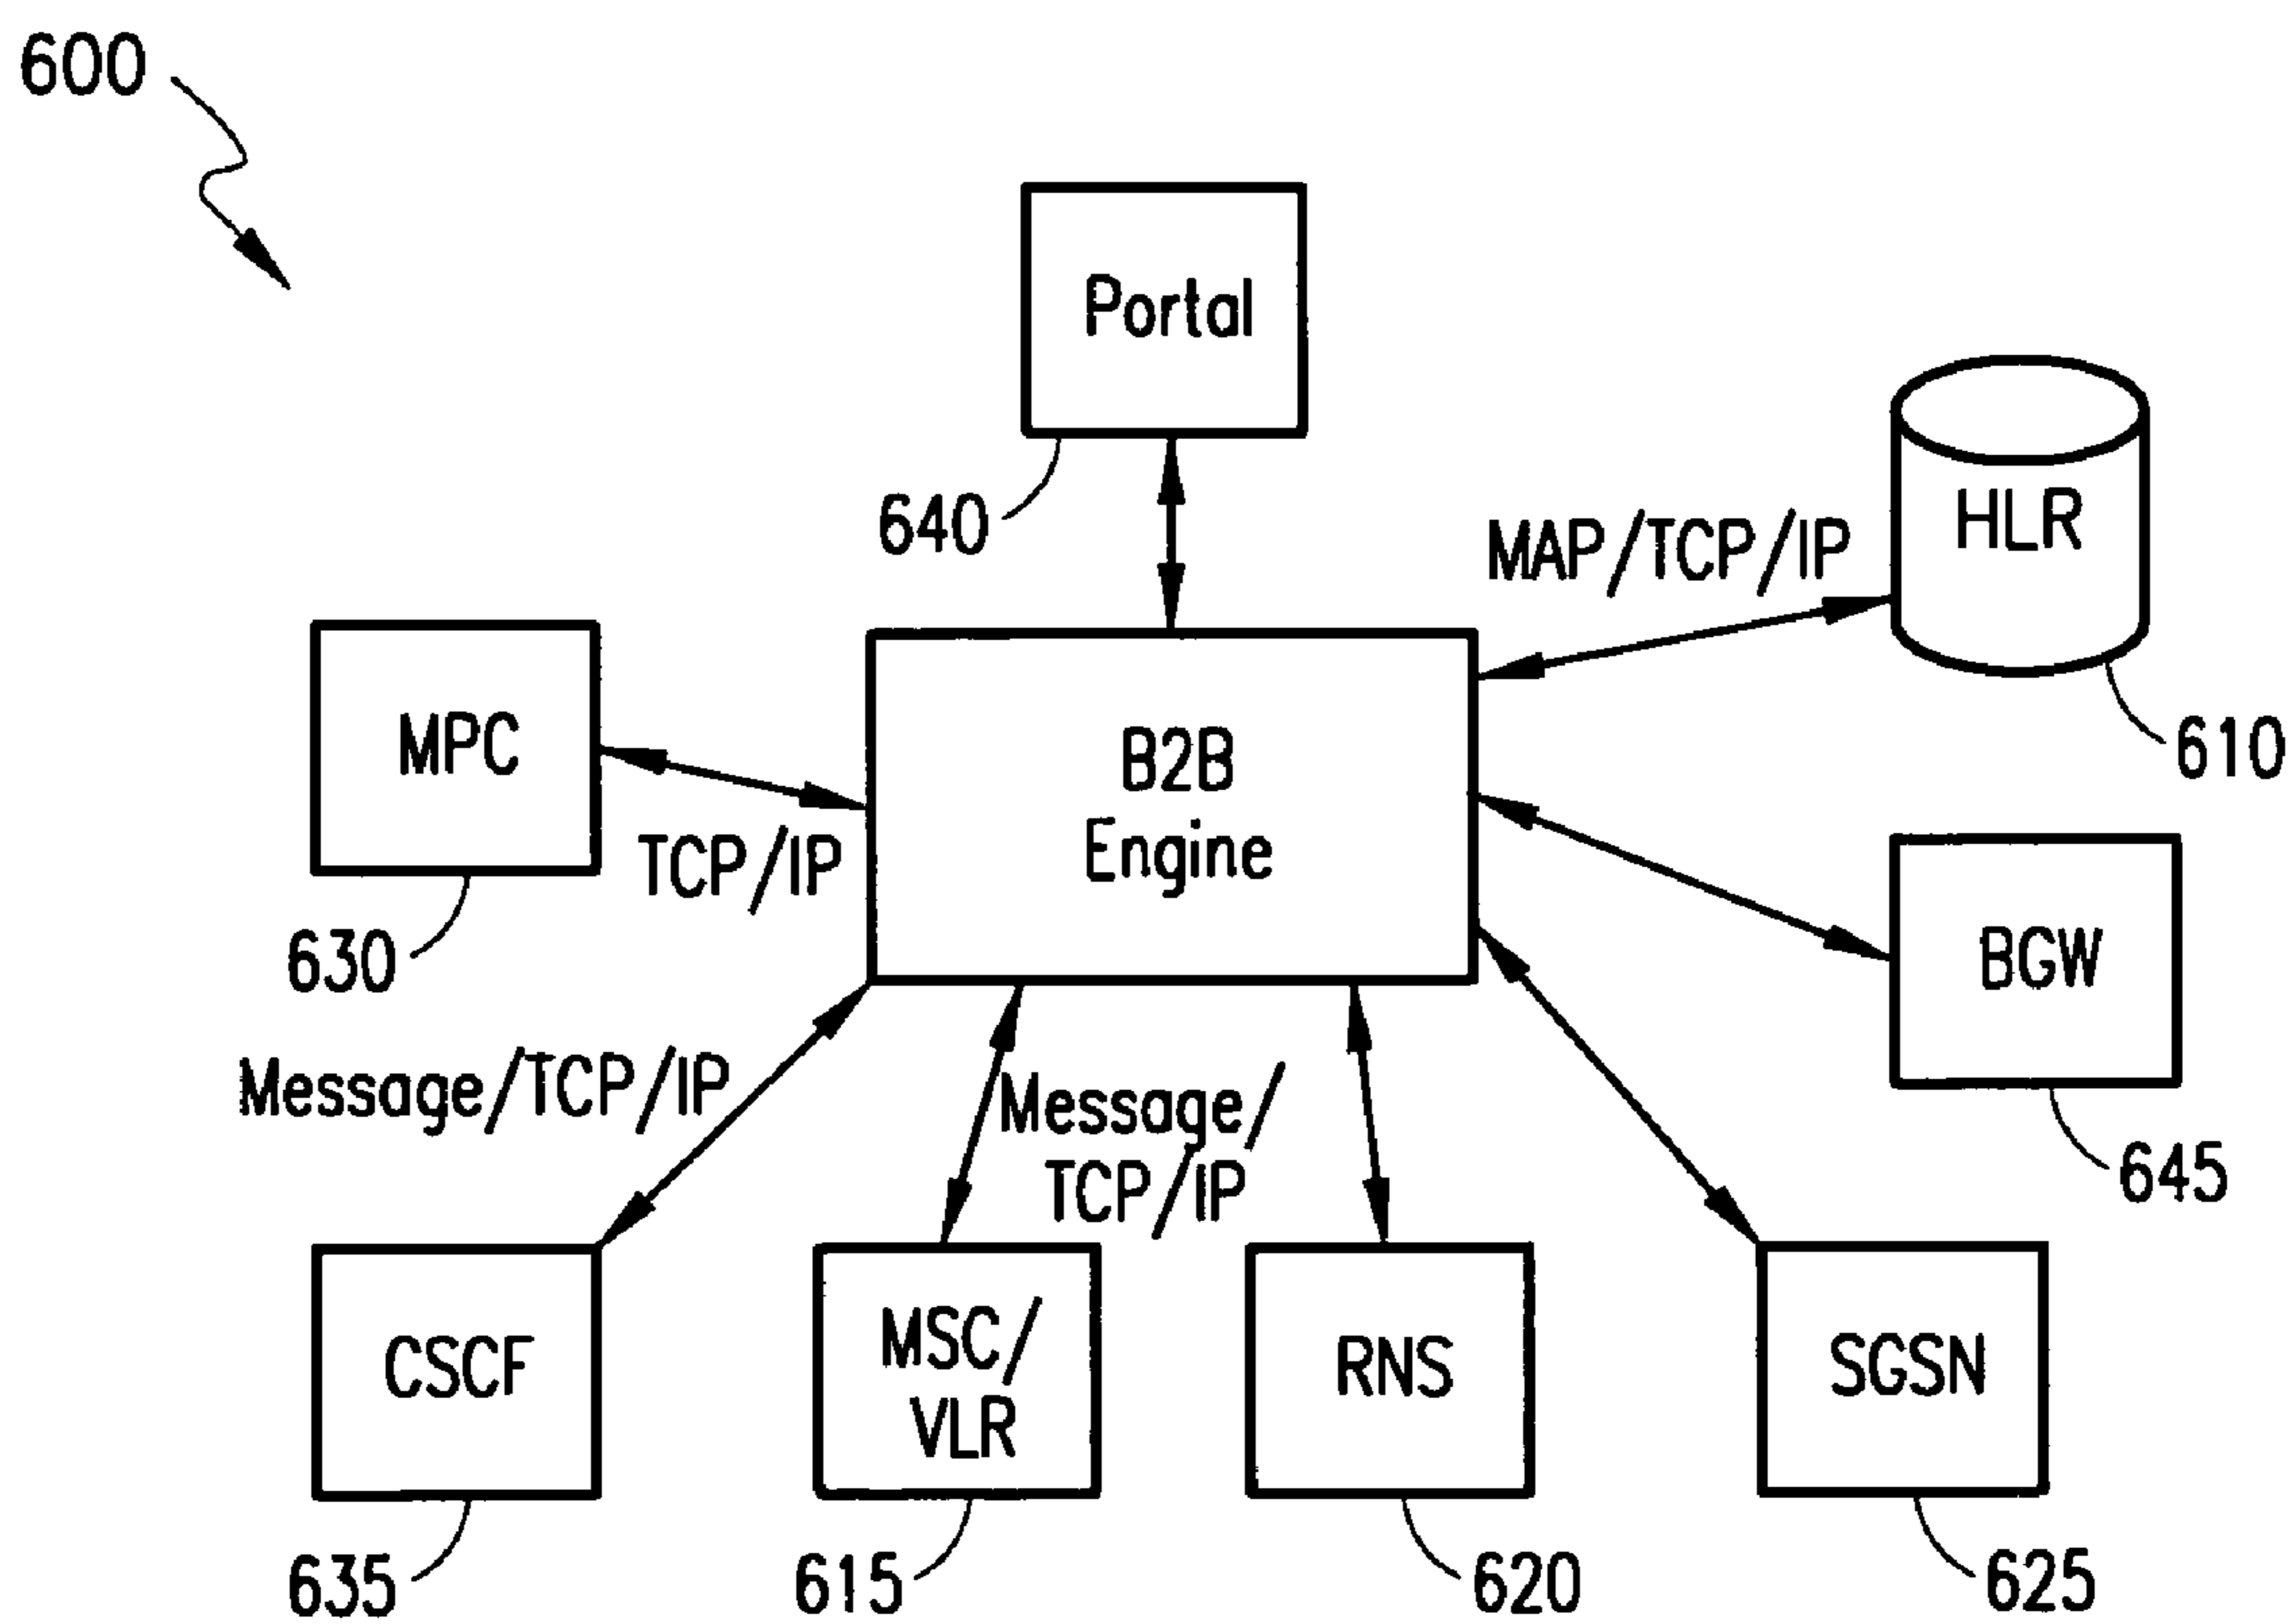 600
Portal
640
MAP/TCP/IP
HLR
610
MPC
630
TCP/IP
B2B
Engine
BGW
645
Message/TCP/IP
Message/
TCP/IP
CSCF
635
MSC/
VLR
615
RNS
620
SGSN
625